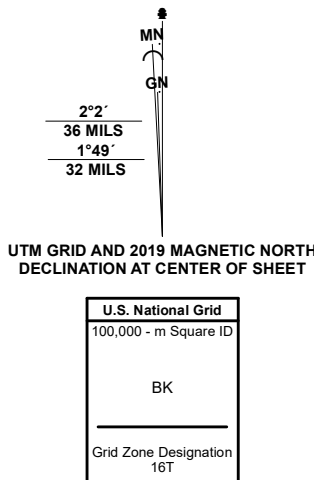 MN
GN
2°2´
36 MILS
1°49´
32 MILS
UTM GRID AND 2019 MAGNETIC NORTH
DECLINATION AT CENTER OF SHEET
U.S. National Grid
100,000 - m Square ID
BK
Grid Zone Designation
16T